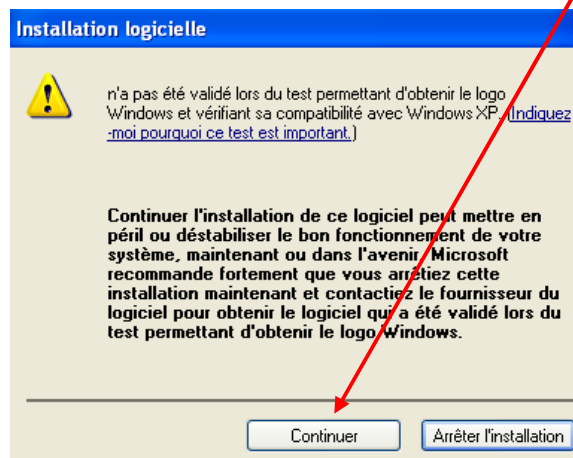 Installation logicielle
n'a pas été validé lors du test permettant d'obtenir le logo
Windows et vérifiant sa compatibilité avec Windows XP. (Indiquez
-moi pourquoi ce test est important.)
Continuer l'installation de ce logiciel peut mettre en
péril ou déstabiliser le bon fonctionnement de votre
système, maintenant ou dans l'avenir. Microsoft
recommande fortement que vous arrêtiez cette
installation maintenant et contactiez le fournisseur du
logiciel pour obtenir le logiciel qui a été validé lors du
test permettant d'obtenir le logo Windows.
Continuer
Arrêter l'installation